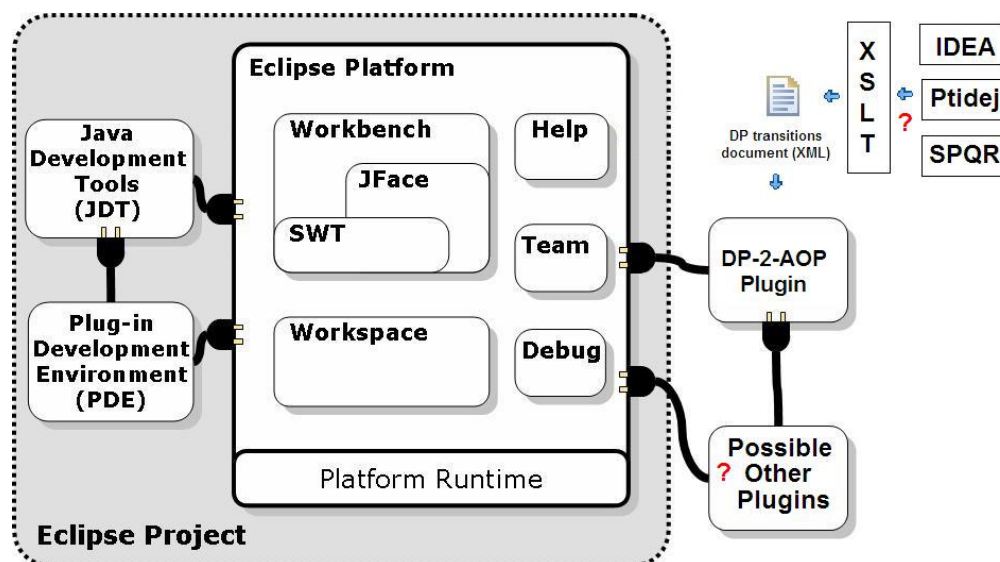 Eclipse Platform
Workbench
JFace
SWT
Workspace
Help
Team
Debug
Platform Runtime
Java
Development
Tools
(JDT)
Plug-in
Development
Environment
(PDE)
Eclipse Project
DP transitions
document (XML)
X
S
L
T
?
IDEA
Ptidej
SPQR
DP-2-AOP
Plugin
Possible
? Other
Plugins